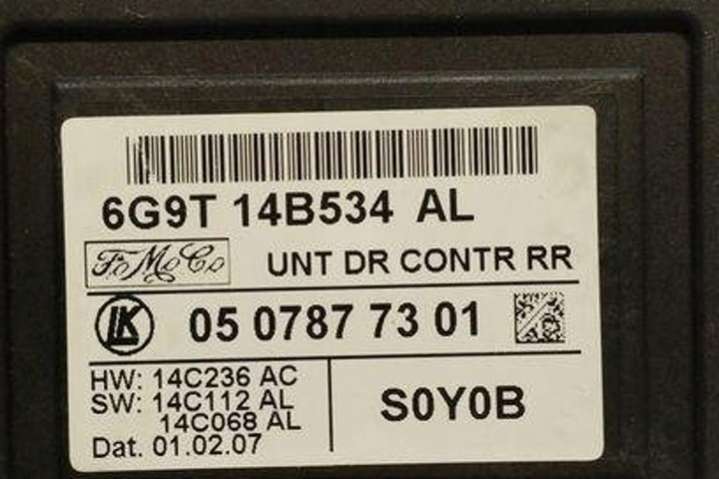 6G9T 14B534 AL
FoMoCo UNT DR CONTR RR
LK 05 0787 73 01
HW: 14C236 AC
SW: 14C112 AL
14C068 AL
Dat. 01.02.07
S0Y0B